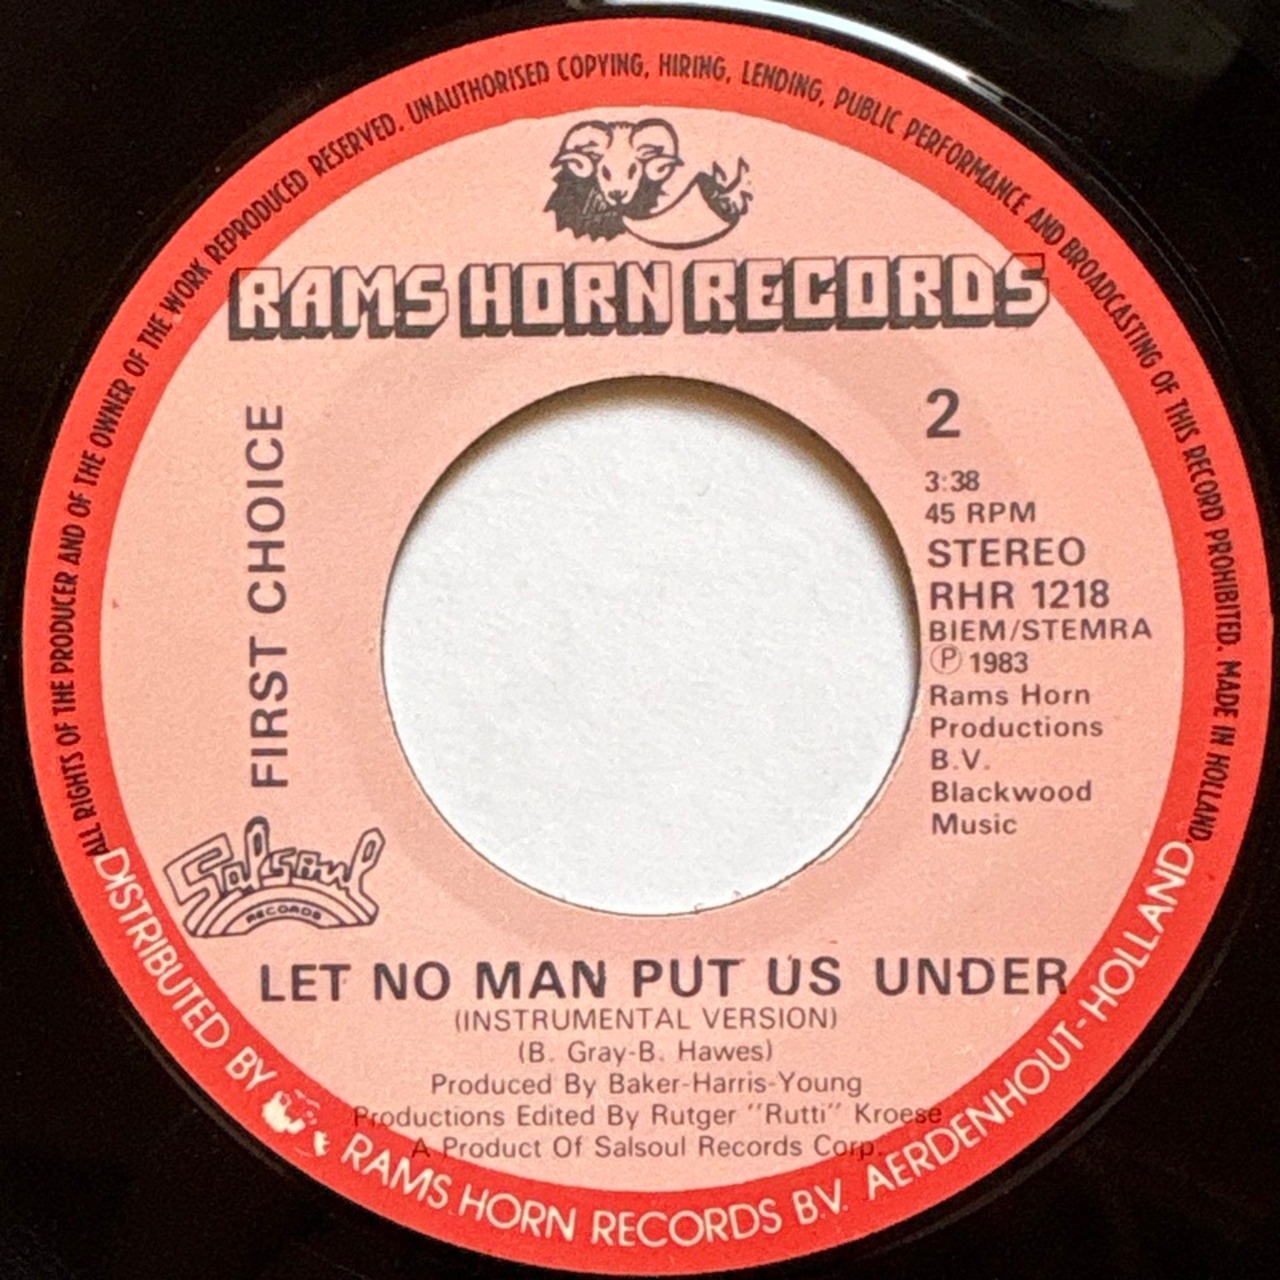 ALL RIGHTS OF THE PRODUCER AND OF THE OWNER OF THE WORK REPRODUCED RESERVED. UNAUTHORISED COPYING, HIRING, LENDING, PUBLIC PERFORMANCE AND BROADCASTING OF THIS RECORD PROHIBITED. MADE IN HOLLAND.
RAMS HORN RECORDS
FIRST CHOICE
2
3:38
45 RPM
STEREO
RHR 1218
BIEM/STEMRA
Ⓟ 1983
Rams Horn
Productions
B.V.
Blackwood
Music
Salsoul
RECORDS
LET NO MAN PUT US UNDER
(INSTRUMENTAL VERSION)
(B. Gray-B. Hawes)
Produced By Baker-Harris-Young
Productions Edited By Rutger "Rutti" Kroese
A Product Of Salsoul Records Corp.
DISTRIBUTED BY RAMS HORN RECORDS B.V. AERDENHOUT-HOLLAND